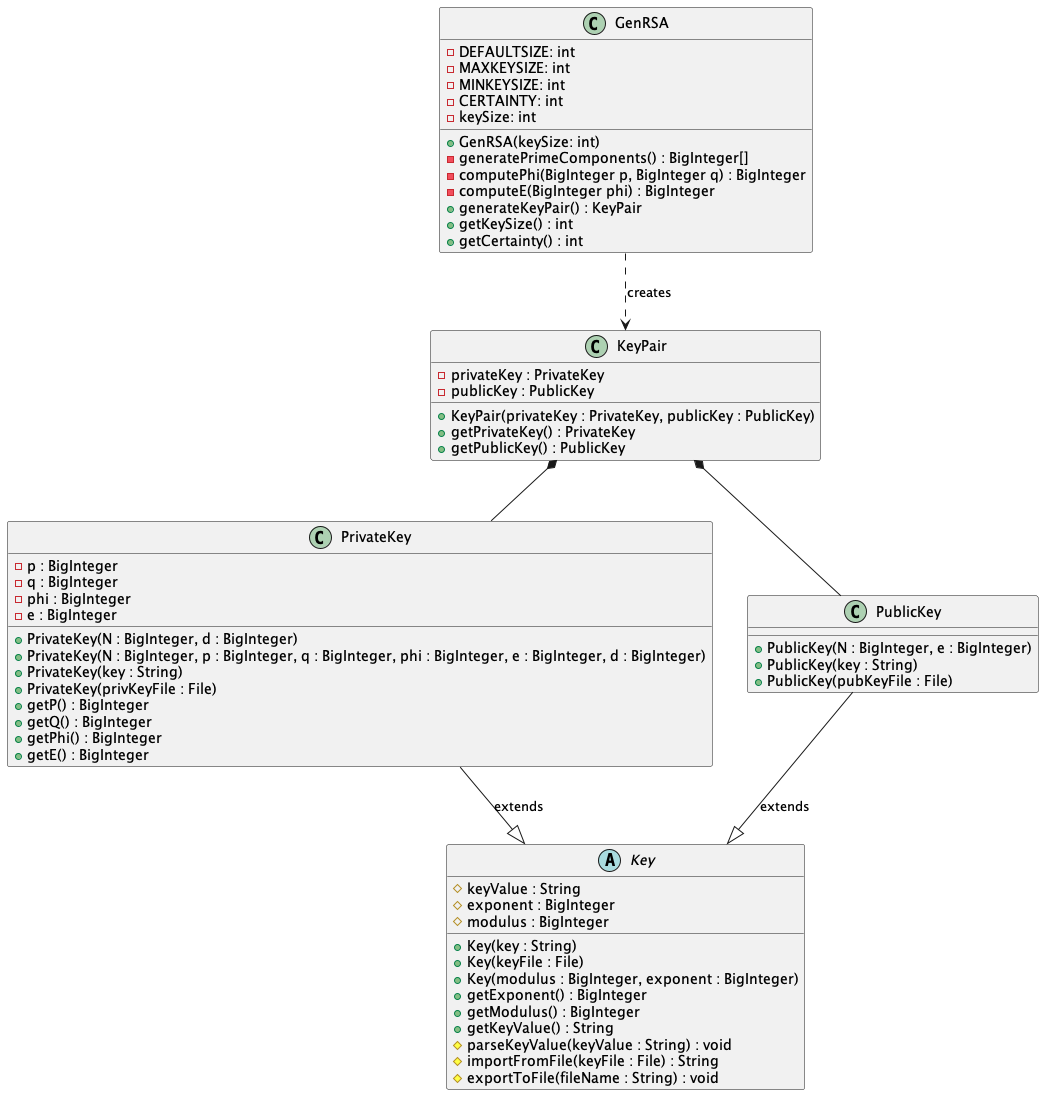 C GenRSA
DEFAULTSIZE: int
MAXKEYSIZE: int
MINKEYSIZE: int
CERTAINTY: int
keySize: int
GenRSA(keySize: int)
generatePrimeComponents() : BigInteger[]
computePhi(BigInteger p, BigInteger q) : BigInteger
computeE(BigInteger phi) : BigInteger
generateKeyPair() : KeyPair
getKeySize() : int
getCertainty() : int
creates
C KeyPair
privateKey : PrivateKey
publicKey : PublicKey
KeyPair(privateKey : PrivateKey, publicKey : PublicKey)
getPrivateKey() : PrivateKey
getPublicKey() : PublicKey
C PrivateKey
p : BigInteger
q : BigInteger
phi : BigInteger
e : BigInteger
PrivateKey(N : BigInteger, d : BigInteger)
PrivateKey(N : BigInteger, p : BigInteger, q : BigInteger, phi : BigInteger, e : BigInteger, d : BigInteger)
PrivateKey(key : String)
PrivateKey(privKeyFile : File)
getP() : BigInteger
getQ() : BigInteger
getPhi() : BigInteger
getE() : BigInteger
C PublicKey
PublicKey(N : BigInteger, e : BigInteger)
PublicKey(key : String)
PublicKey(pubKeyFile : File)
extends
extends
A Key
keyValue : String
exponent : BigInteger
modulus : BigInteger
Key(key : String)
Key(keyFile : File)
Key(modulus : BigInteger, exponent : BigInteger)
getExponent() : BigInteger
getModulus() : BigInteger
getKeyValue() : String
parseKeyValue(keyValue : String) : void
importFromFile(keyFile : File) : String
exportToFile(fileName : String) : void